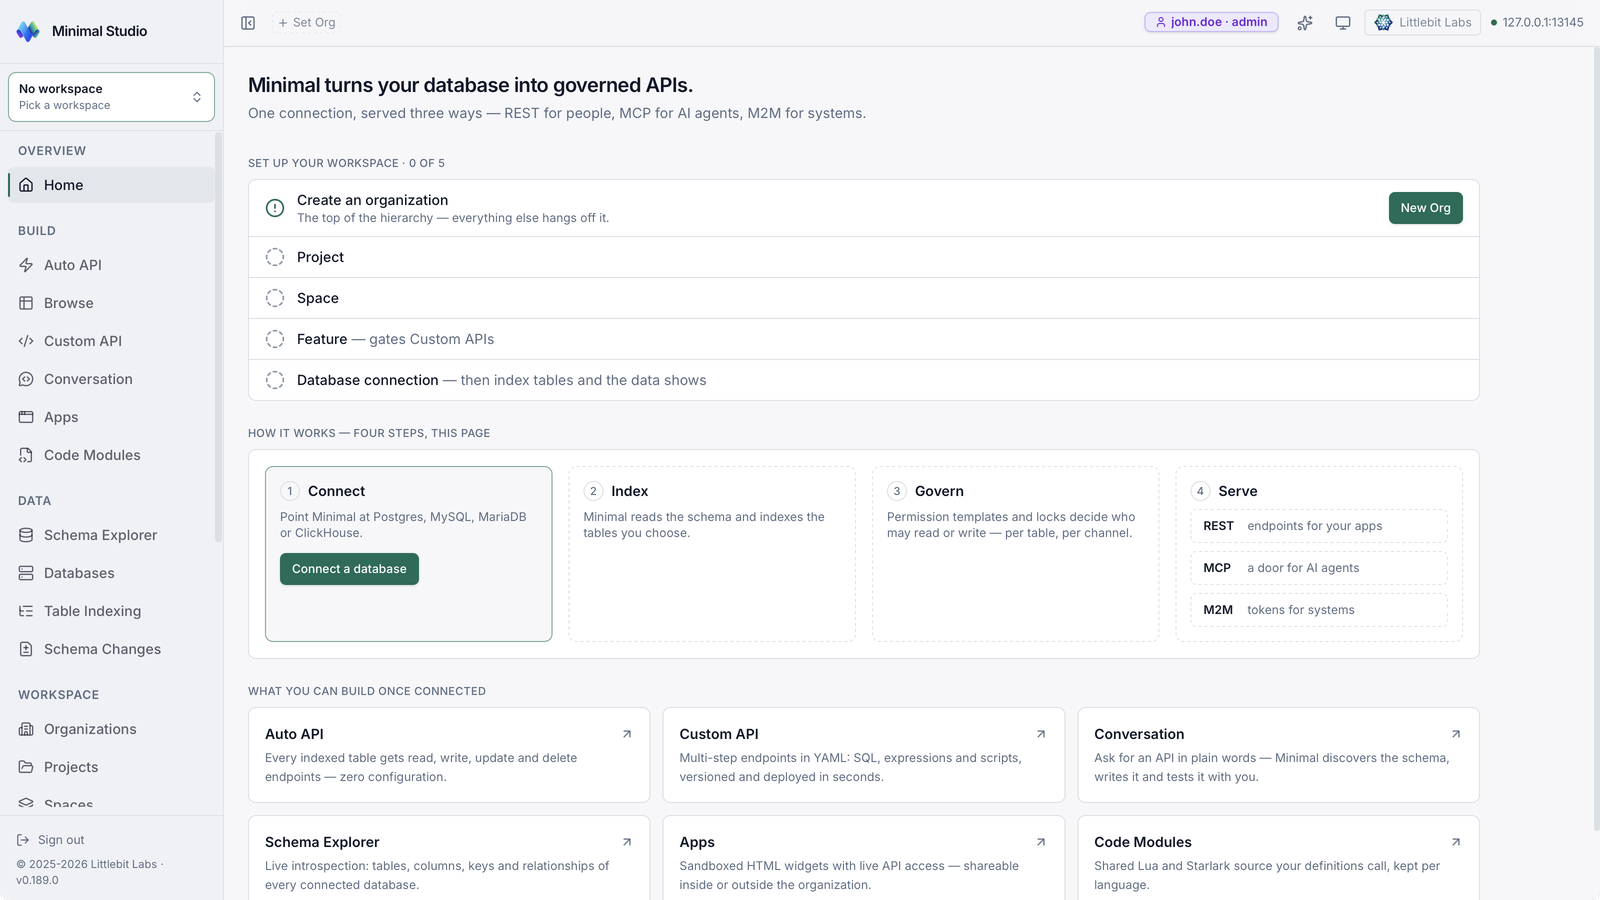 Minimal Studio
Set Org
john.doe · admin
Littlebit Labs
127.0.0.1:13145
No workspace
Pick a workspace
OVERVIEW
Home
BUILD
Auto API
Browse
Custom API
Conversation
Apps
Code Modules
DATA
Schema Explorer
Databases
Table Indexing
Schema Changes
WORKSPACE
Organizations
Projects
Spaces
Sign out
© 2025-2026 Littlebit Labs ·
v0.189.0
Minimal turns your database into governed APIs.
One connection, served three ways — REST for people, MCP for AI agents, M2M for systems.
SET UP YOUR WORKSPACE · 0 OF 5
Create an organization
The top of the hierarchy — everything else hangs off it.
New Org
Project
Space
Feature — gates Custom APIs
Database connection — then index tables and the data shows
HOW IT WORKS — FOUR STEPS, THIS PAGE
1 Connect
Point Minimal at Postgres, MySQL, MariaDB
or ClickHouse.
Connect a database
2 Index
Minimal reads the schema and indexes the
tables you choose.
3 Govern
Permission templates and locks decide who
may read or write — per table, per channel.
4 Serve
REST endpoints for your apps
MCP a door for AI agents
M2M tokens for systems
WHAT YOU CAN BUILD ONCE CONNECTED
Auto API
Every indexed table gets read, write, update and delete
endpoints — zero configuration.
Custom API
Multi-step endpoints in YAML: SQL, expressions and scripts,
versioned and deployed in seconds.
Conversation
Ask for an API in plain words — Minimal discovers the schema,
writes it and tests it with you.
Schema Explorer
Live introspection: tables, columns, keys and relationships of
every connected database.
Apps
Sandboxed HTML widgets with live API access — shareable
inside or outside the organization.
Code Modules
Shared Lua and Starlark source your definitions call, kept per
language.